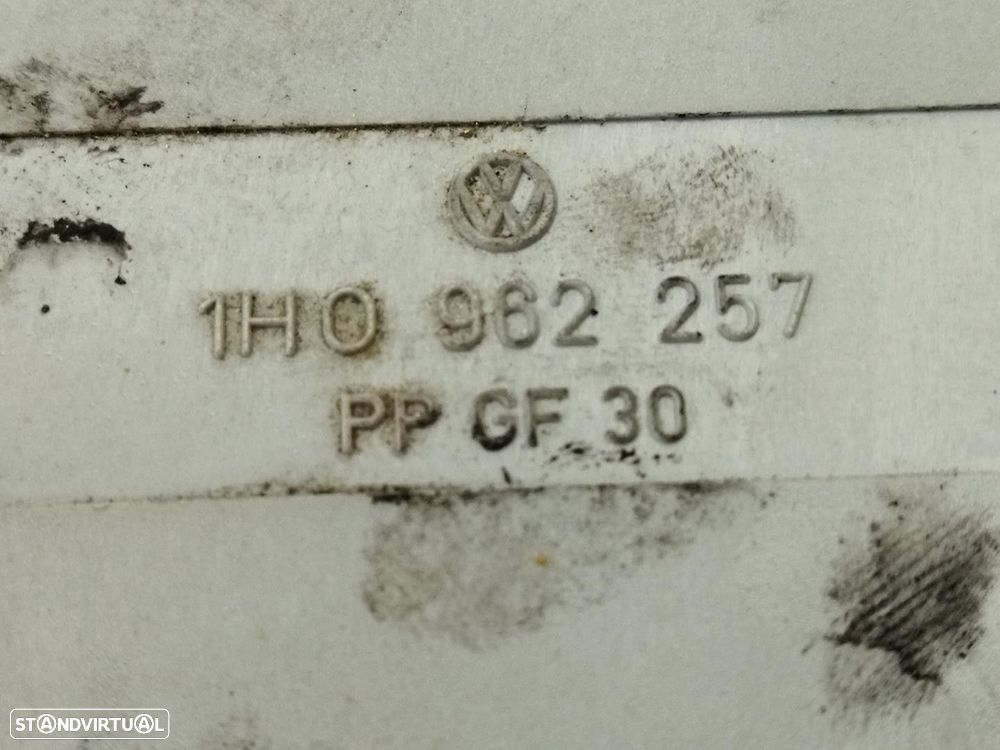 1H0 962 257
PP GF 30
STANDVIRTUAL